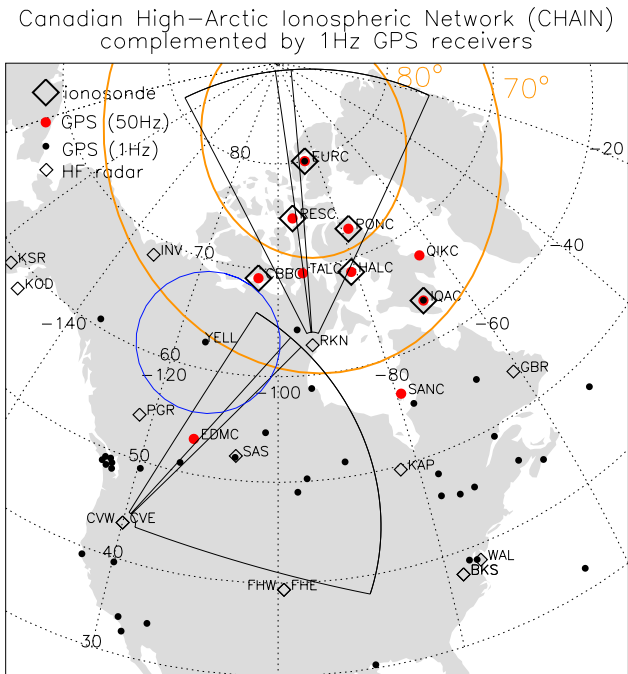 Canadian High-Arctic Ionospheric Network (CHAIN)
complemented by 1Hz GPS receivers
80°
70°
ionosonde
GPS (50Hz)
GPS (1Hz)
HF radar
-20
80
EURC
RESC
PONC
-40
KSR
INV
70
QIKC
CBBC
TALC
HALC
KOD
IQAC
-140
-60
YELL
RKN
60
GBR
-120
-80
-100
SANC
PGR
EDMC
50
SAS
KAP
CVW
CVE
40
WAL
BKS
FHW
FHE
30